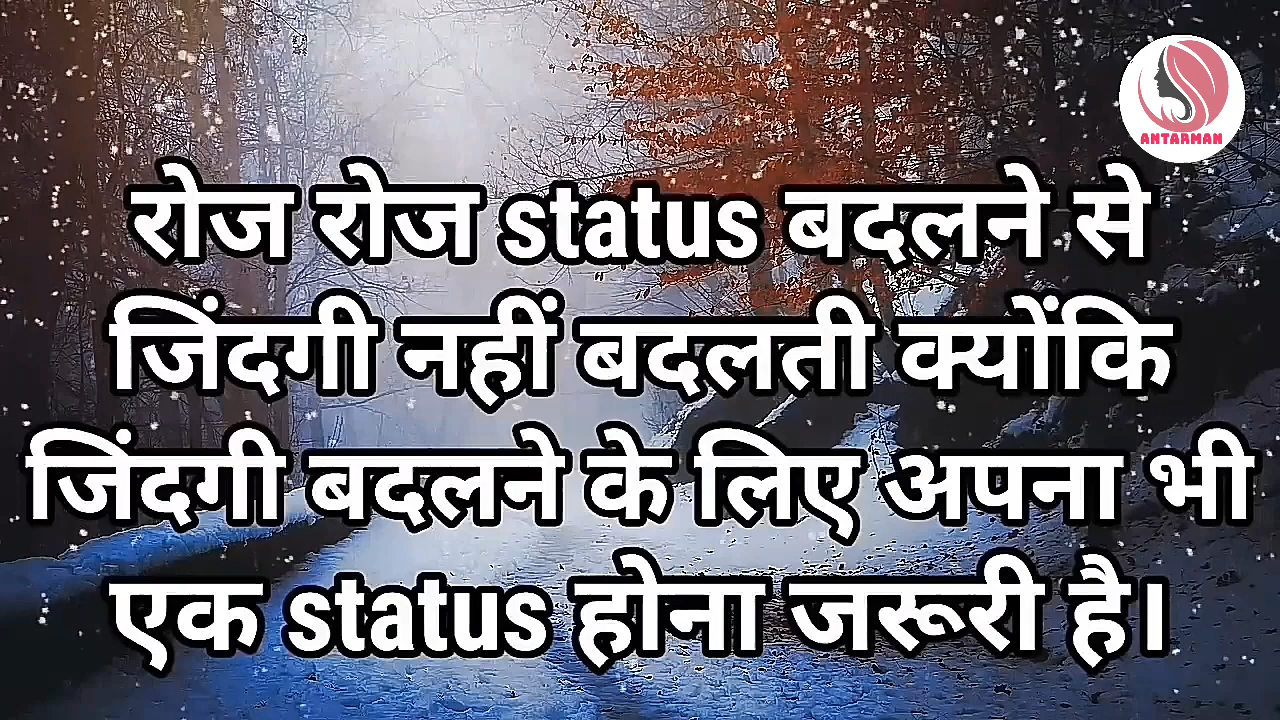 ANTARMAN
रोज रोज status बदलने से
जिंदगी नहीं बदलती क्योंकि
जिंदगी बदलने के लिए अपना भी
एक status होना जरूरी है।